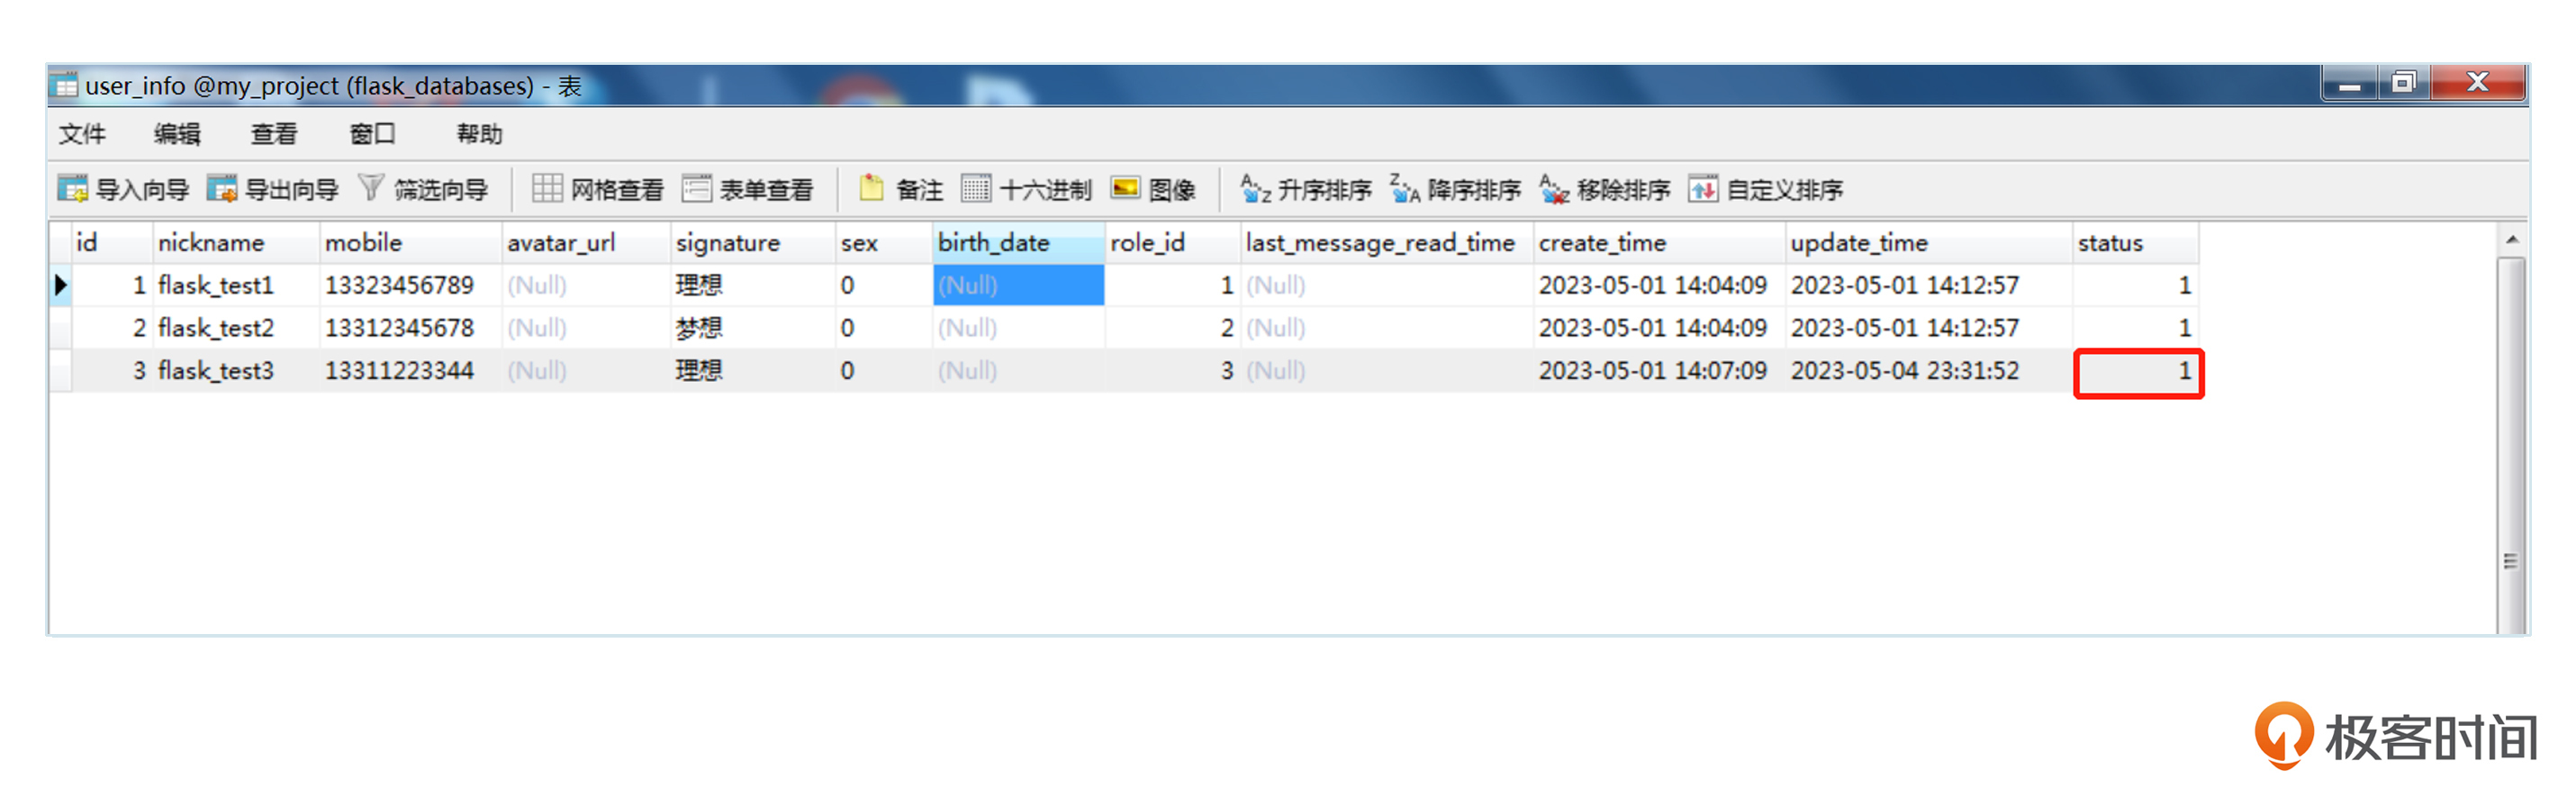 user_info @my_project (flask_databases) - 表
文件 编辑 查看 窗口 帮助
导入向导 导出向导 筛选向导 网格查看 表单查看 备注 十六进制 图像 升序排序 降序排序 移除排序 自定义排序
id nickname mobile avatar_url signature sex birth_date role_id last_message_read_time create_time update_time status
1 flask_test1 13323456789 (Null) 理想 0 (Null) 1 (Null) 2023-05-01 14:04:09 2023-05-01 14:12:57 1
2 flask_test2 13312345678 (Null) 梦想 0 (Null) 2 (Null) 2023-05-01 14:04:09 2023-05-01 14:12:57 1
3 flask_test3 13311223344 (Null) 理想 0 (Null) 3 (Null) 2023-05-01 14:07:09 2023-05-04 23:31:52 1
极客时间